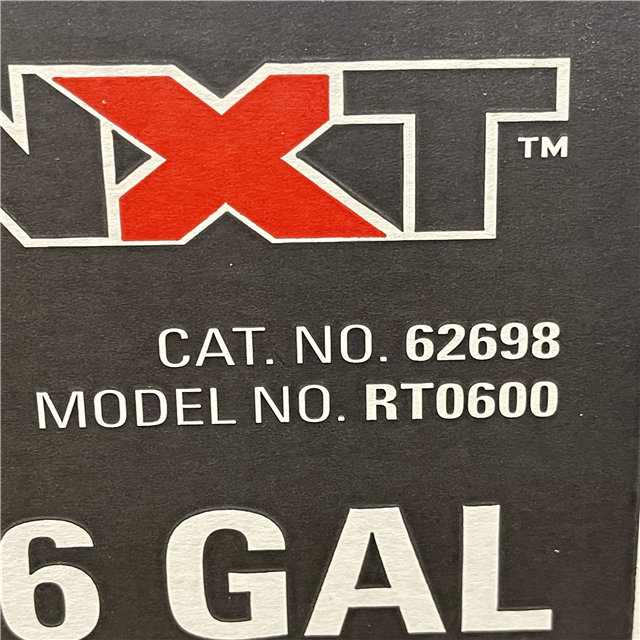 NXT™
CAT. NO. 62698
MODEL NO. RT0600
6 GAL